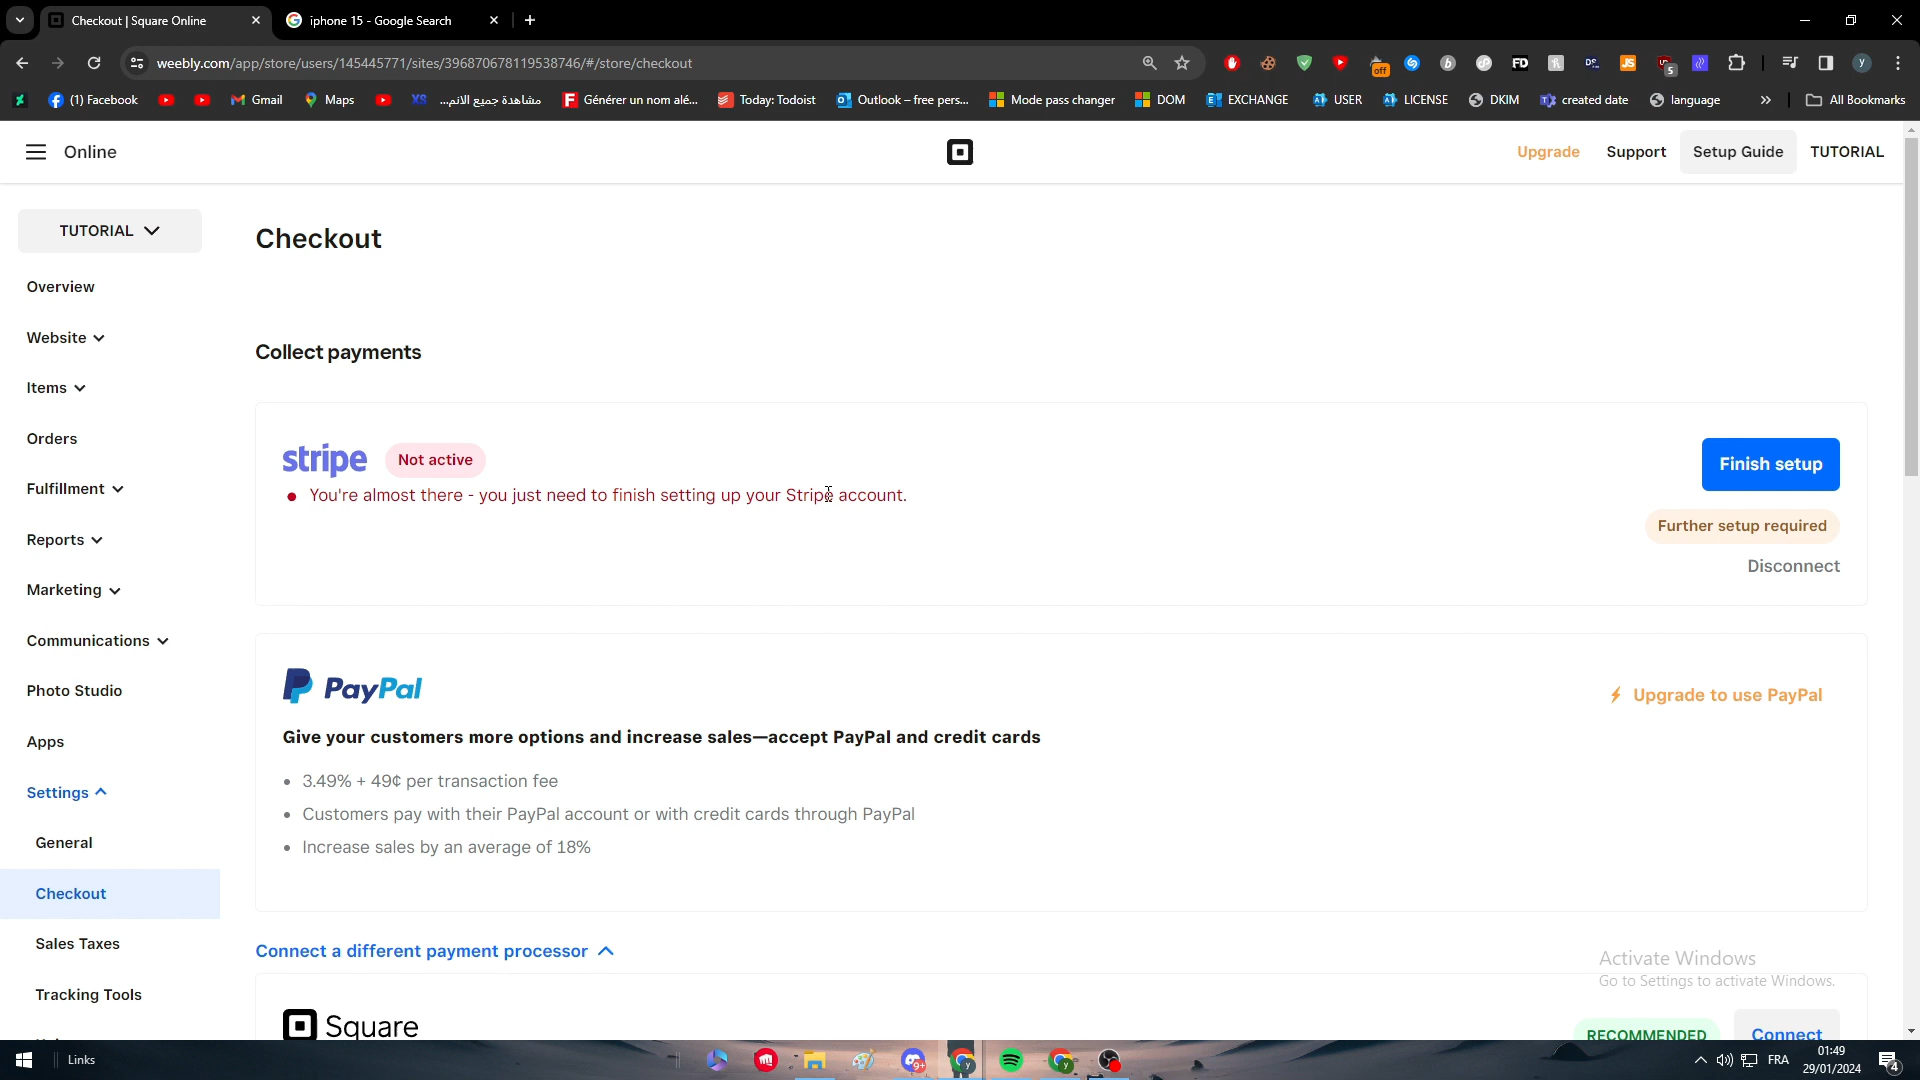 Checkout | Square Online
iphone 15 - Google Search
weebly.com/app/store/users/145445771/sites/396870678119538746/#/store/checkout
off
FD
5
y
(1) Facebook
Gmail
Maps
مشاهدة جميع الانم...
Générer un nom alé...
Today: Todoist
Outlook – free pers...
Mode pass changer
DOM
EXCHANGE
USER
LICENSE
DKIM
created date
language
All Bookmarks
Online
Upgrade
Support
Setup Guide
TUTORIAL
TUTORIAL
Overview
Website
Items
Orders
Fulfillment
Reports
Marketing
Communications
Photo Studio
Apps
Settings
General
Checkout
Sales Taxes
Tracking Tools
Checkout
Collect payments
stripe Not active
You're almost there - you just need to finish setting up your Stripe account.
Finish setup
Further setup required
Disconnect
PayPal
Upgrade to use PayPal
Give your customers more options and increase sales—accept PayPal and credit cards
3.49% + 49¢ per transaction fee
Customers pay with their PayPal account or with credit cards through PayPal
Increase sales by an average of 18%
Connect a different payment processor
Square
RECOMMENDED
Connect
Activate Windows
Go to Settings to activate Windows.
Links
9+
FRA
01:49
29/01/2024
4